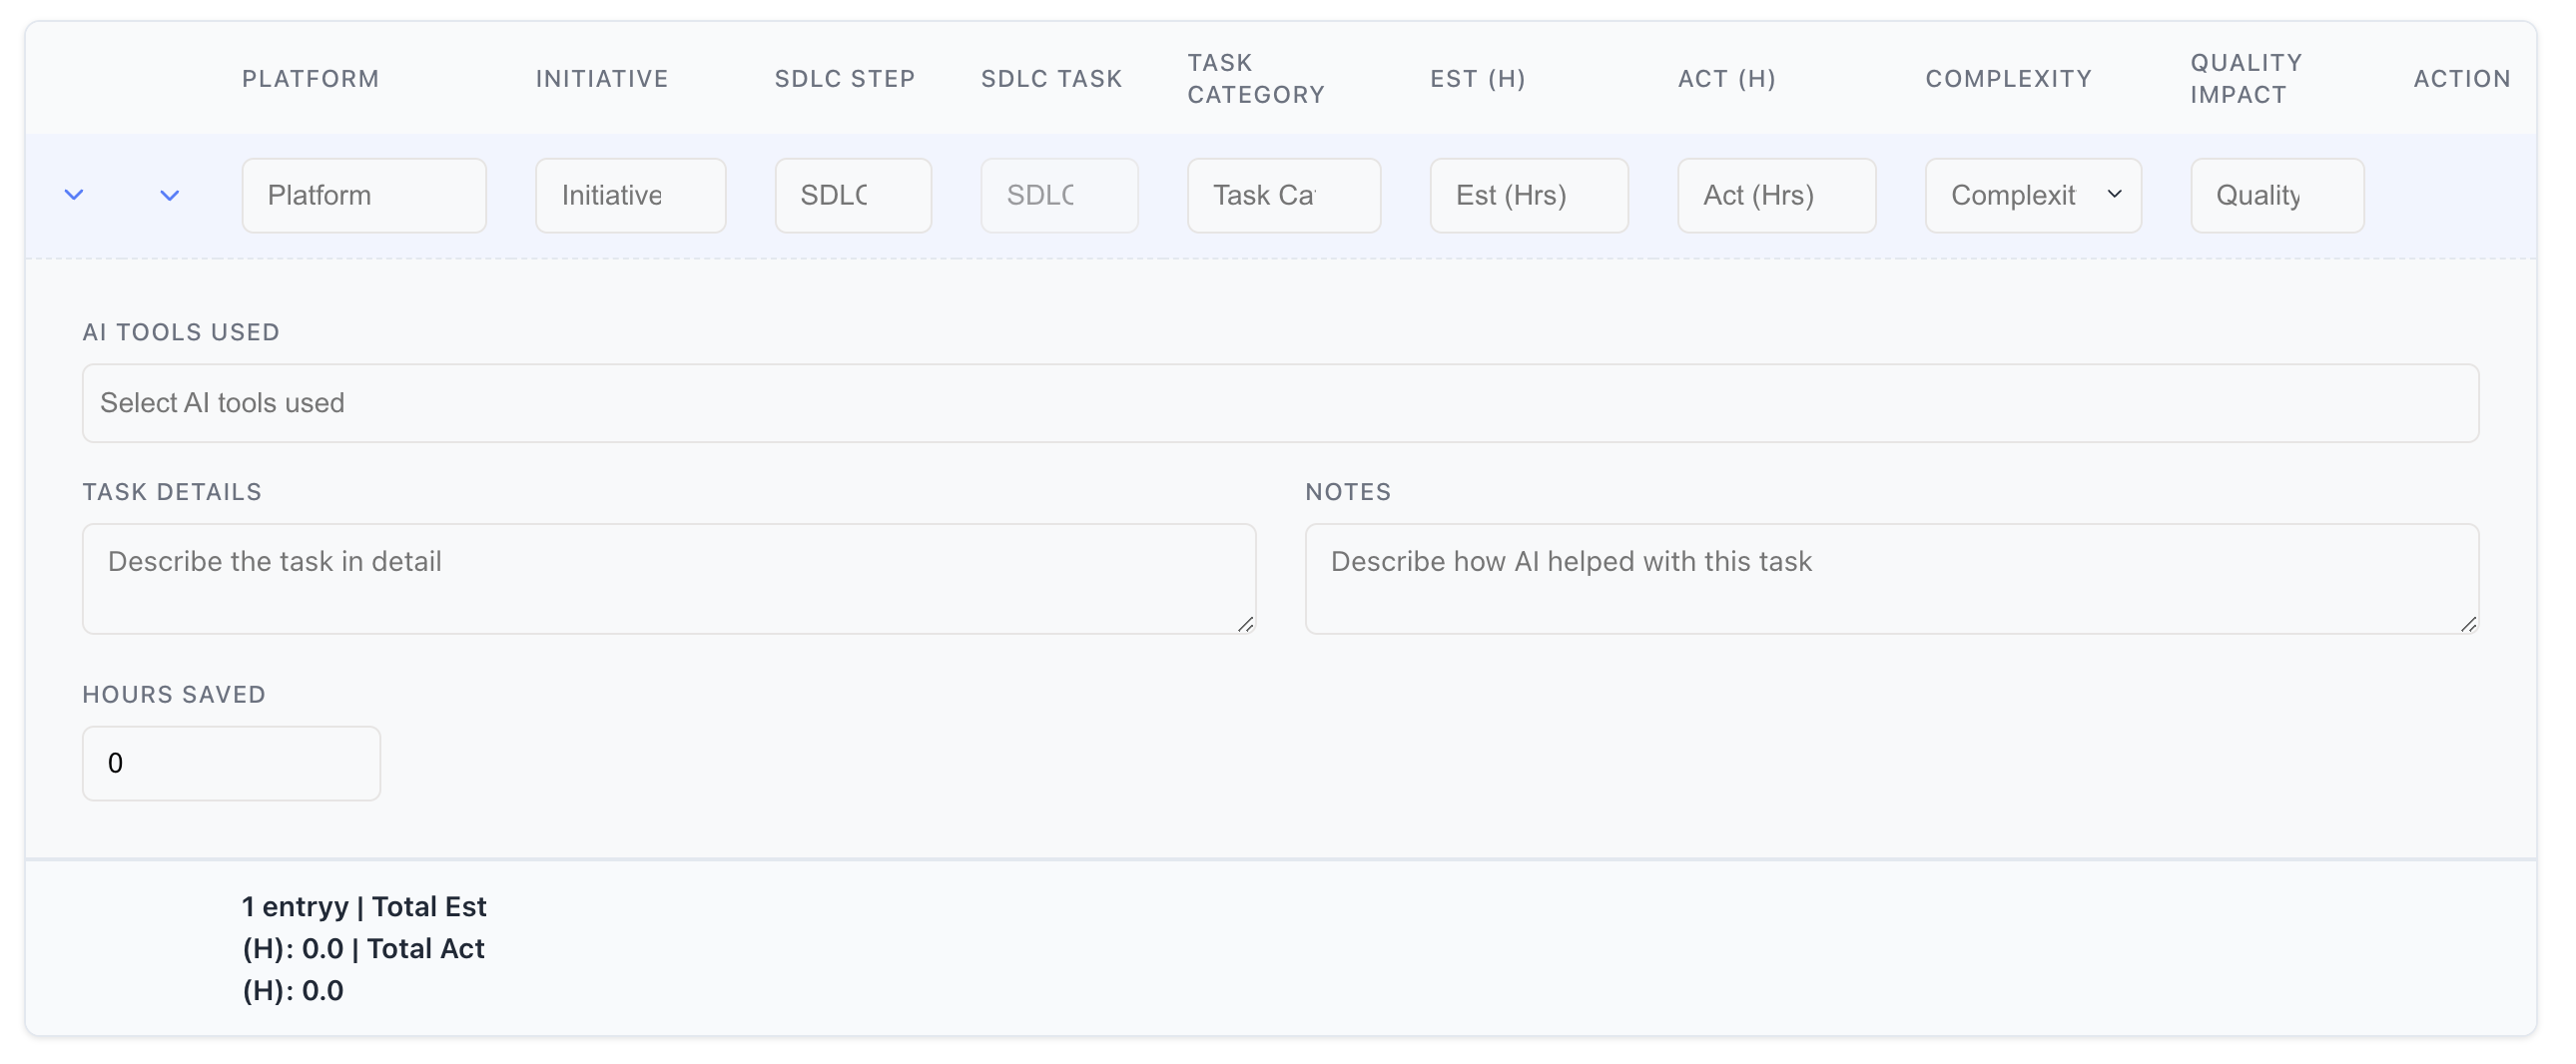 PLATFORM INITIATIVE SDLC STEP SDLC TASK TASK CATEGORY EST (H) ACT (H) COMPLEXITY QUALITY IMPACT ACTION
Platform Initiative SDLC SDLC Task Ca Est (Hrs) Act (Hrs) Complexit Quality
AI TOOLS USED
Select AI tools used
TASK DETAILS NOTES
Describe the task in detail Describe how AI helped with this task
HOURS SAVED
0
1 entryy | Total Est
(H): 0.0 | Total Act
(H): 0.0